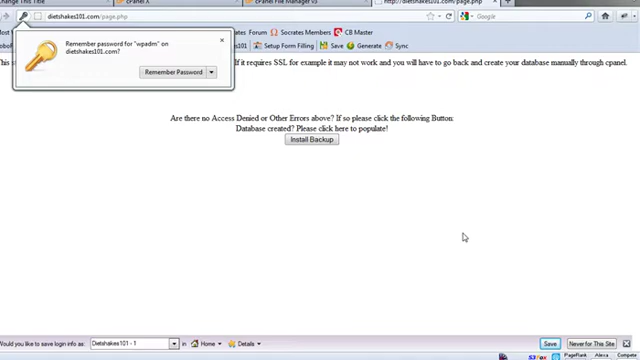 Change This Title
cPanel X
cPanel File Manager v3
http://dietshakes101.com/page.php
dietshakes101.com/page.php
Google
Remember password for "wpadm" on
dietshakes101.com?
Remember Password
Forum
Socrates Members
CB Master
Setup Form Filling
Save
Generate
Sync
If it requires SSL for example it may not work and you will have to go back and create your database manually through cpanel.
Are there no Access Denied or Other Errors above? If so please click the following Button:
Database created? Please click here to populate!
Install Backup
Would you like to save login info as:
Dietshakes101 - 1
in
Home
Details
Save
Never for This Site
PageRank
Alexa
Compete